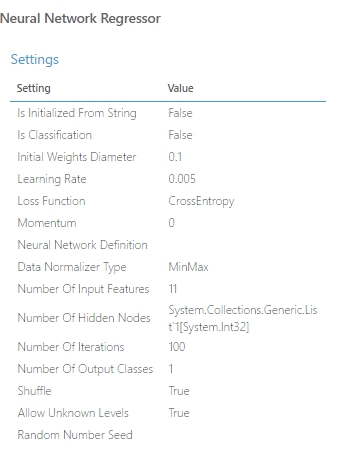 Neural Network Regressor
Settings
Setting Value
Is Initialized From String False
Is Classification False
Initial Weights Diameter 0.1
Learning Rate 0.005
Loss Function CrossEntropy
Momentum 0
Neural Network Definition
Data Normalizer Type MinMax
Number Of Input Features 11
Number Of Hidden Nodes System.Collections.Generic.Lis
t`1[System.Int32]
Number Of Iterations 100
Number Of Output Classes 1
Shuffle True
Allow Unknown Levels True
Random Number Seed